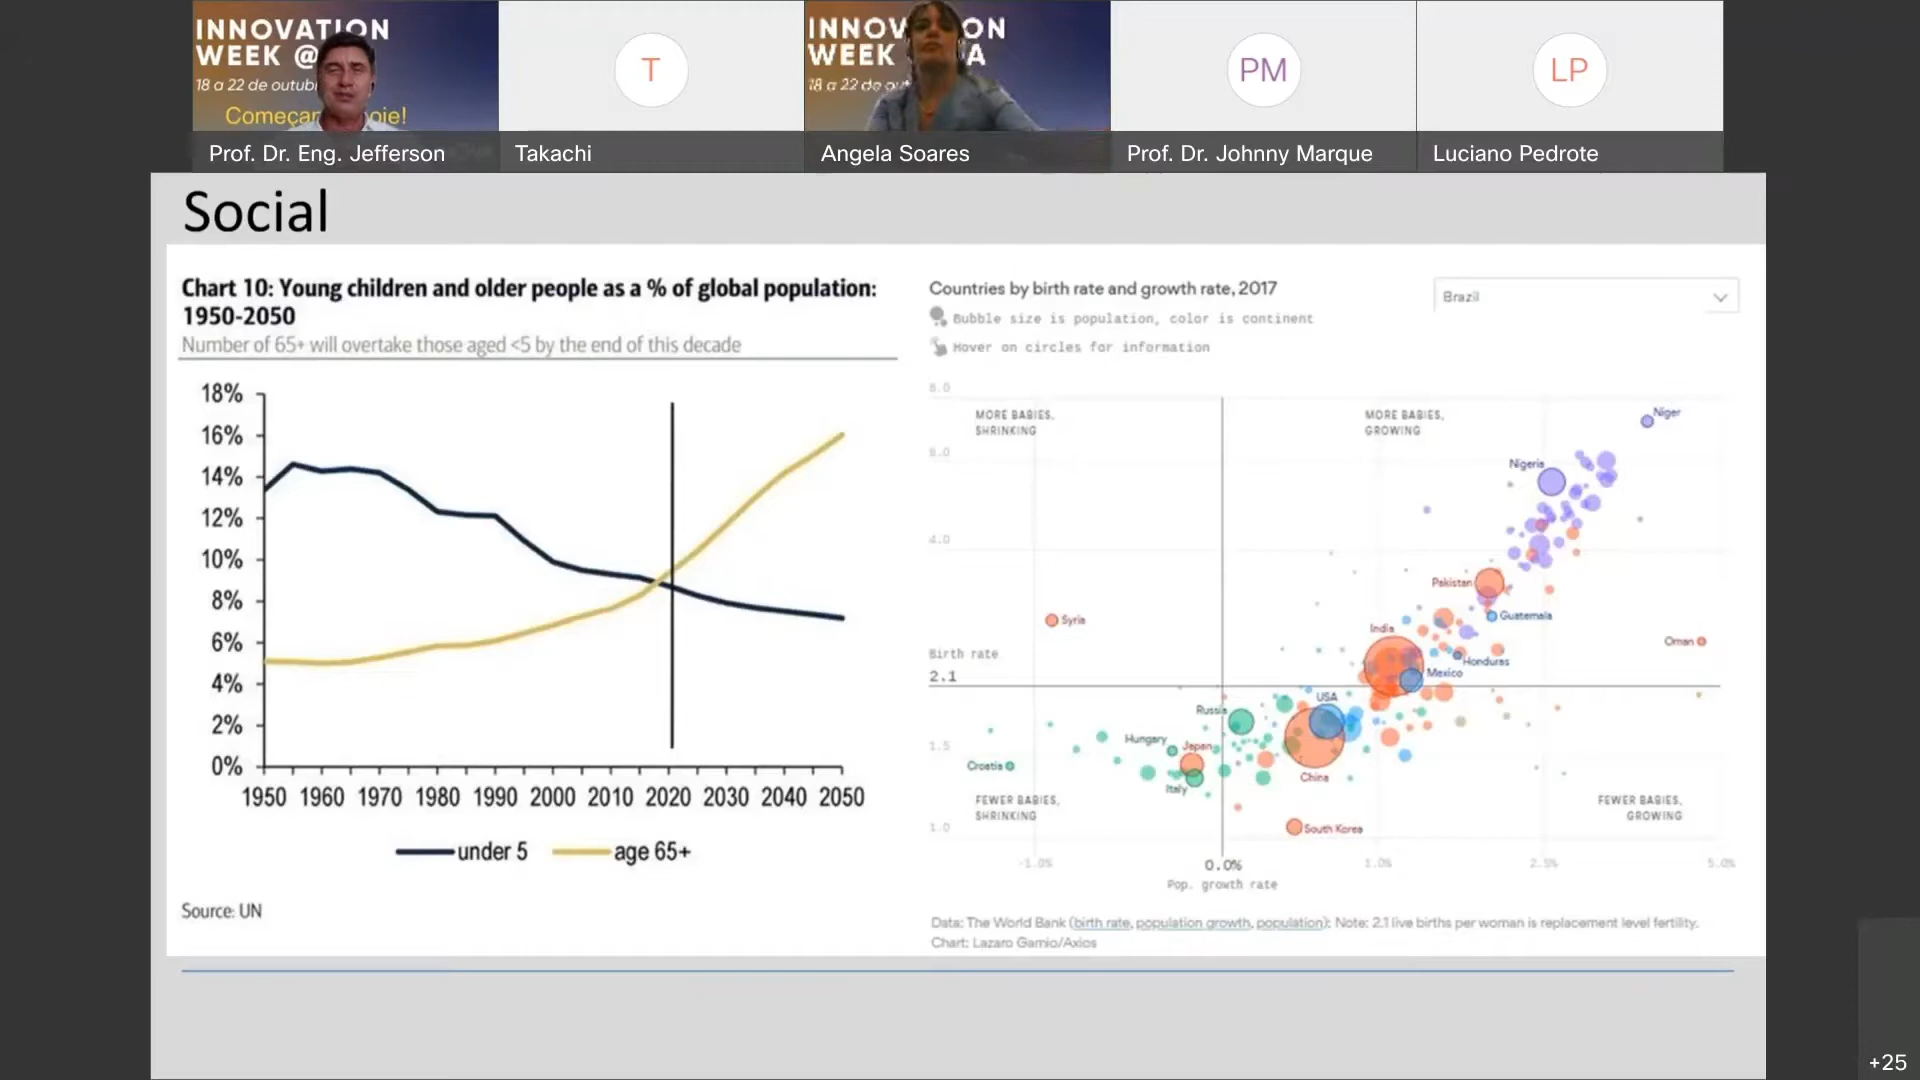 INNOVATION
WEEK @
18 a 22 de outub
Começar oie!
Prof. Dr. Eng. Jefferson
T
Takachi
INNOV ON
WEEK A
18 a 22 de out
Angela Soares
PM
Prof. Dr. Johnny Marque
LP
Luciano Pedrote
Social
Chart 10: Young children and older people as a % of global population:
1950-2050
Number of 65+ will overtake those aged <5 by the end of this decade
18%
16%
14%
12%
10%
8%
6%
4%
2%
0%
1950 1960 1970 1980 1990 2000 2010 2020 2030 2040 2050
under 5 age 65+
Source: UN
Countries by birth rate and growth rate, 2017
Bubble size is population, color is continent
Hover on circles for information
Brazil
8.0
MORE BABIES,
SHRINKING
MORE BABIES,
GROWING
Niger
6.0
Nigeria
4.0
Pakistan
Guatemala
Syria
India
Oman
Birth rate
Honduras
Mexico
2.1
USA
Russia
Hungary
Japan
1.5
Croatia
China
Italy
FEWER BABIES,
SHRINKING
FEWER BABIES,
GROWING
1.0
South Korea
-1.0% 0.0% 1.0% 2.5% 5.0%
Pop. growth rate
Data: The World Bank (birth rate, population growth, population); Note: 2.1 live births per woman is replacement level fertility.
Chart: Lazaro Gamio/Axios
+25